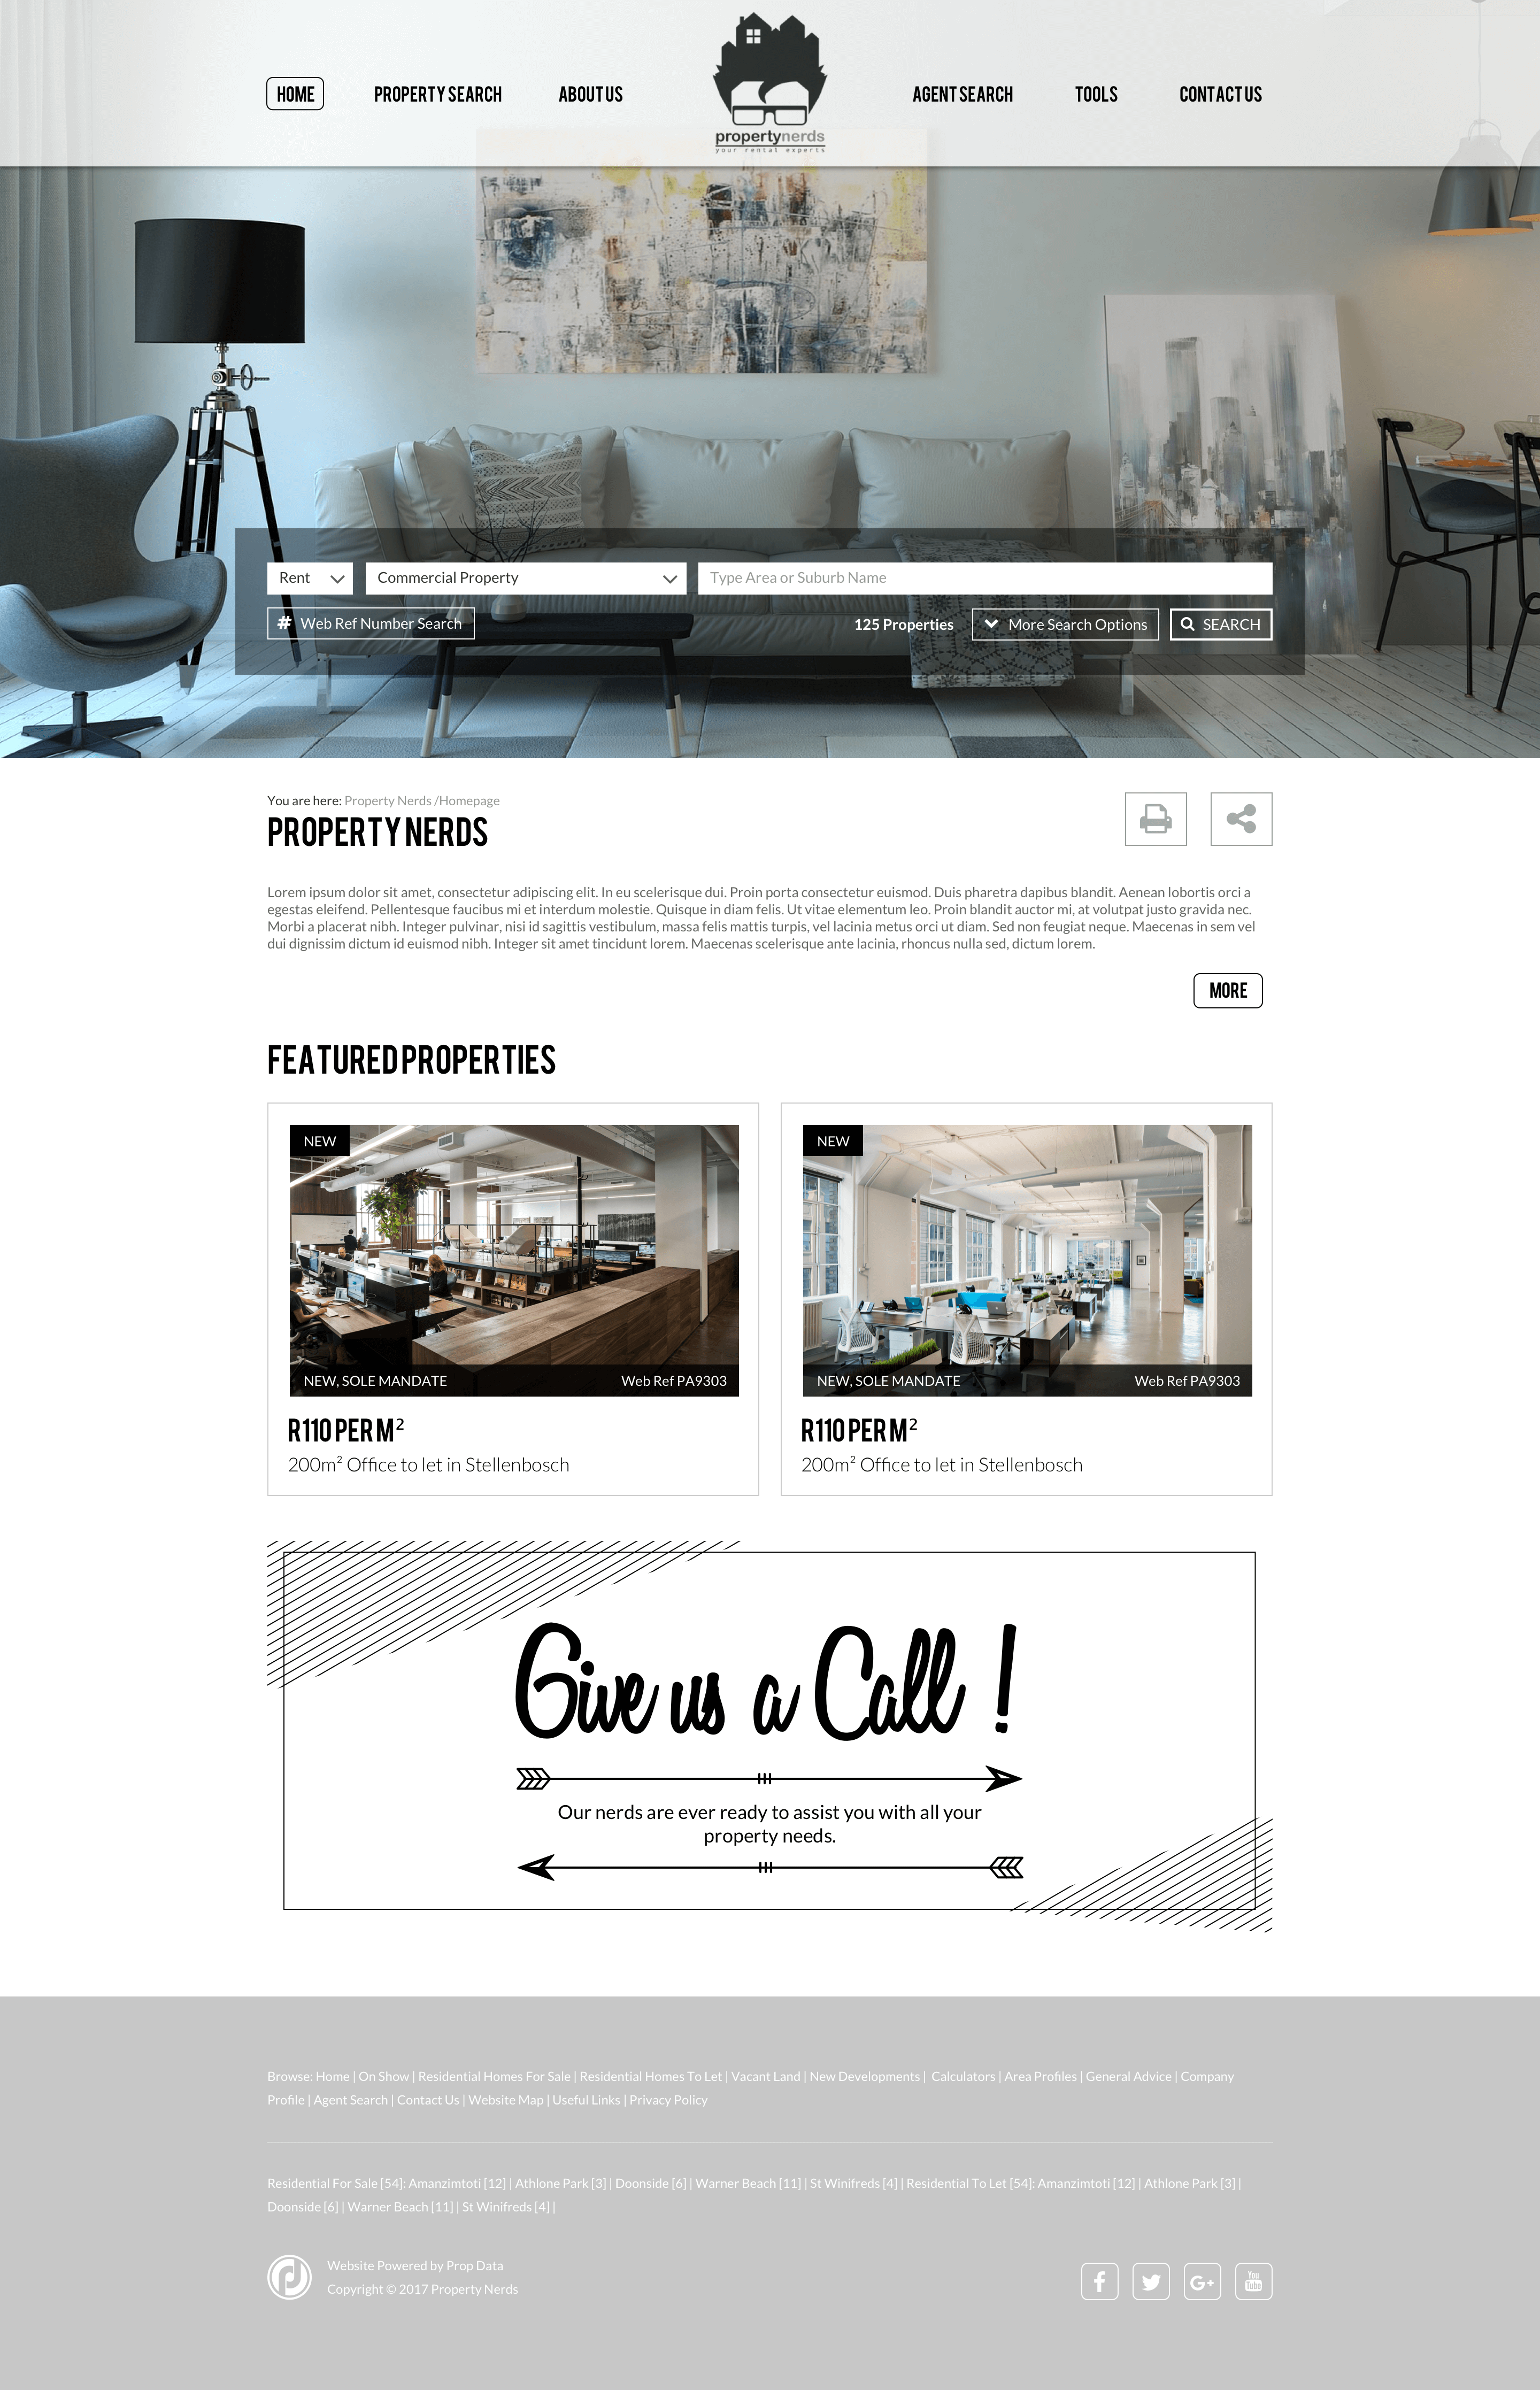 HOME
PROPERTY SEARCH
ABOUT US
propertynerds
your rental experts
AGENT SEARCH
TOOLS
CONTACT US
Rent
Commercial Property
Type Area or Suburb Name
# Web Ref Number Search
125 Properties
More Search Options
SEARCH
You are here: Property Nerds /Homepage
PROPERTY NERDS
Lorem ipsum dolor sit amet, consectetur adipiscing elit. In eu scelerisque dui. Proin porta consectetur euismod. Duis pharetra dapibus blandit. Aenean lobortis orci a
egestas eleifend. Pellentesque faucibus mi et interdum molestie. Quisque in diam felis. Ut vitae elementum leo. Proin blandit auctor mi, at volutpat justo gravida nec.
Morbi a placerat nibh. Integer pulvinar, nisi id sagittis vestibulum, massa felis mattis turpis, vel lacinia metus orci ut diam. Sed non feugiat neque. Maecenas in sem vel
dui dignissim dictum id euismod nibh. Integer sit amet tincidunt lorem. Maecenas scelerisque ante lacinia, rhoncus nulla sed, dictum lorem.
MORE
FEATURED PROPERTIES
NEW
NEW, SOLE MANDATE
Web Ref PA9303
R110 PER M²
200m² Office to let in Stellenbosch
NEW
NEW, SOLE MANDATE
Web Ref PA9303
R110 PER M²
200m² Office to let in Stellenbosch
Give us a Call !
Our nerds are ever ready to assist you with all your
property needs.
Browse: Home | On Show | Residential Homes For Sale | Residential Homes To Let | Vacant Land | New Developments | Calculators | Area Profiles | General Advice | Company
Profile | Agent Search | Contact Us | Website Map | Useful Links | Privacy Policy
Residential For Sale [54]: Amanzimtoti [12] | Athlone Park [3] | Doonside [6] | Warner Beach [11] | St Winifreds [4] | Residential To Let [54]: Amanzimtoti [12] | Athlone Park [3] |
Doonside [6] | Warner Beach [11] | St Winifreds [4] |
Website Powered by Prop Data
Copyright © 2017 Property Nerds
f
G+
You
Tube